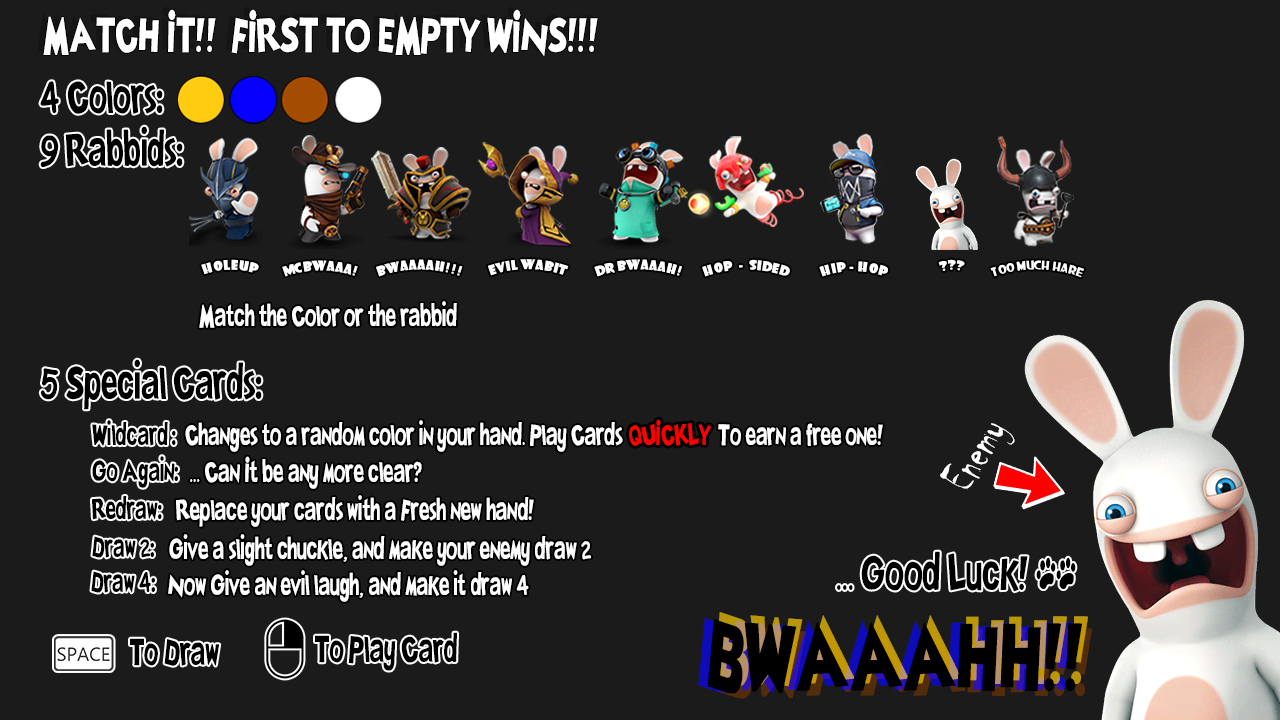 Match it!! First to empty wins!!!
4 Colors:
9 Rabbids:
Holeup McBwaaa! Bwaaaah!!! Evil Wabit Dr Bwaaah! Hop - Sided Hip - Hop ??? Too Much Hare
Match the Color or the rabbid
5 Special Cards:
Wildcard: Changes to a random color in your hand. Play Cards QUICKLY To earn a free one!
Go Again: ... Can it be any more clear?
Redraw: Replace your cards with a Fresh new hand!
Draw 2: Give a slight chuckle, and make your enemy draw 2
Draw 4: Now Give an evil laugh, and make it draw 4
Enemy
... Good Luck!
SPACE To Draw To Play Card
BWAAAHH!!